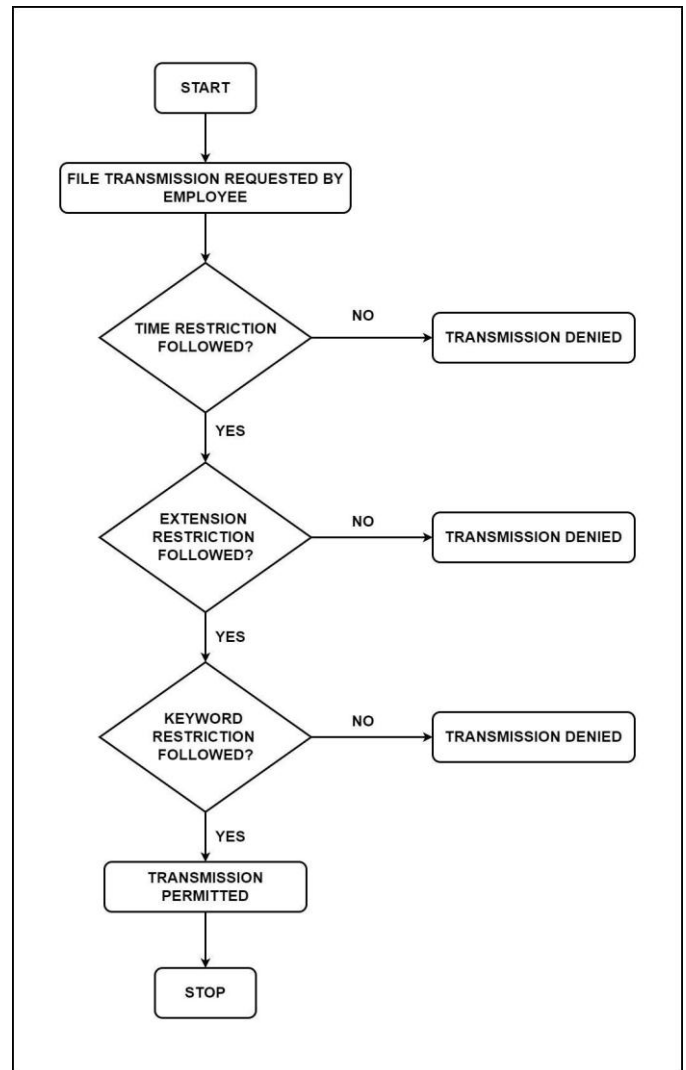 START
FILE TRANSMISSION REQUESTED BY
EMPLOYEE
TIME RESTRICTION
FOLLOWED?
NO
TRANSMISSION DENIED
YES
EXTENSION
RESTRICTION
FOLLOWED?
NO
TRANSMISSION DENIED
YES
KEYWORD
RESTRICTION
FOLLOWED?
NO
TRANSMISSION DENIED
YES
TRANSMISSION
PERMITTED
STOP